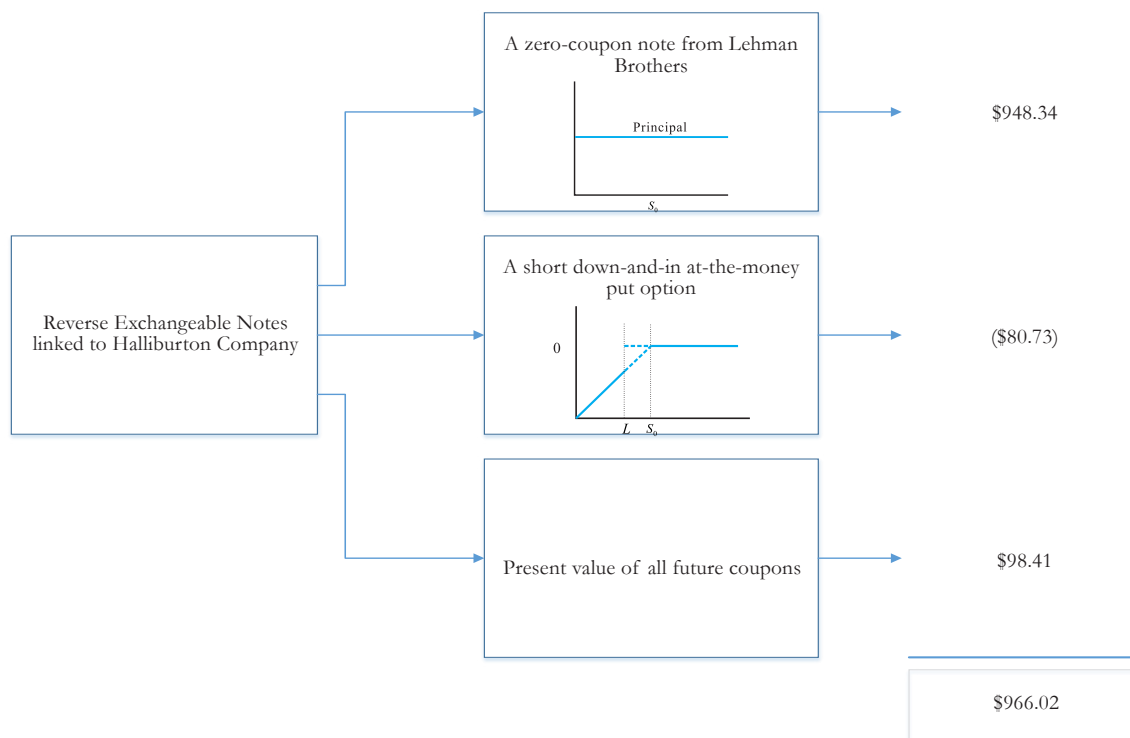 A zero-coupon note from Lehman
Brothers
Principal
S₀
$948.34
Reverse Exchangeable Notes
linked to Halliburton Company
A short down-and-in at-the-money
put option
0
L S₀
($80.73)
Present value of all future coupons
$98.41
$966.02